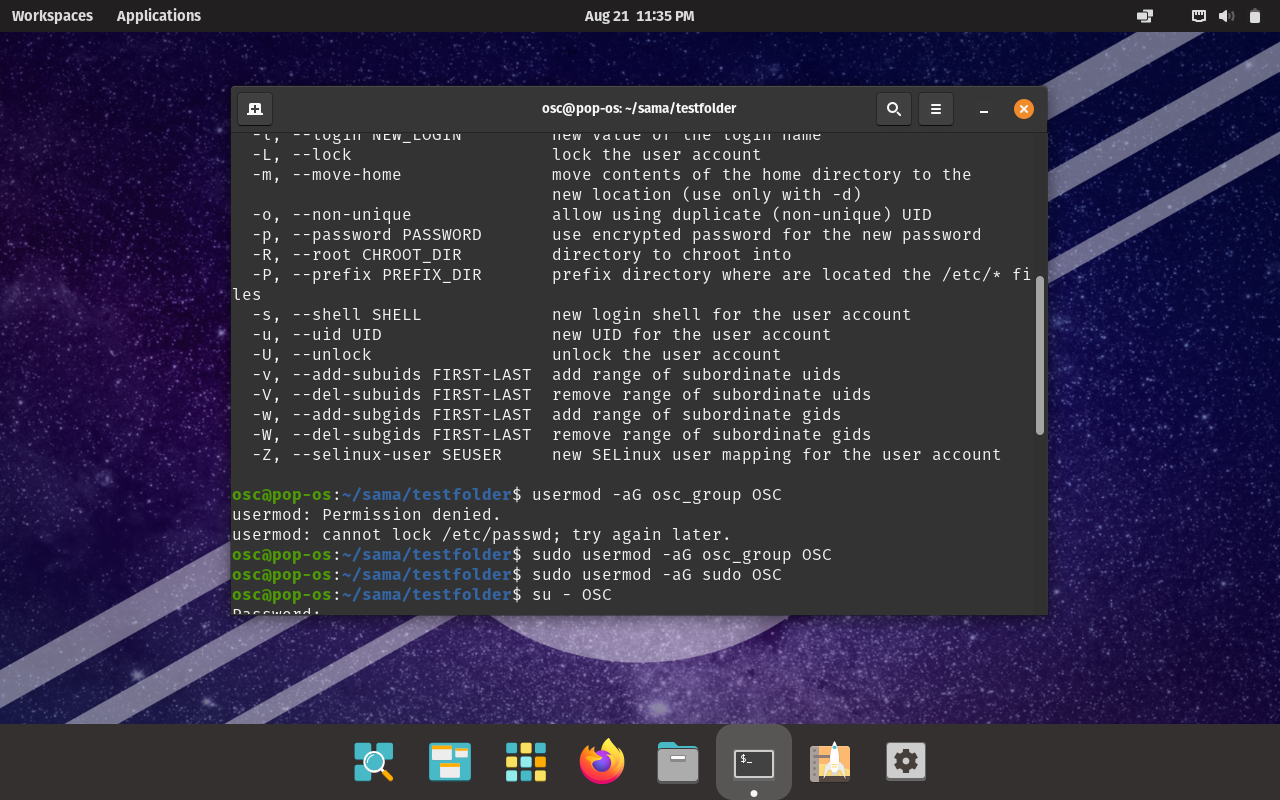 Workspaces Applications Aug 21 11:35 PM
osc@pop-os: ~/sama/testfolder
-l, --login NEW_LOGIN new value of the login name
-L, --lock lock the user account
-m, --move-home move contents of the home directory to the
new location (use only with -d)
-o, --non-unique allow using duplicate (non-unique) UID
-p, --password PASSWORD use encrypted password for the new password
-R, --root CHROOT_DIR directory to chroot into
-P, --prefix PREFIX_DIR prefix directory where are located the /etc/* fi
les
-s, --shell SHELL new login shell for the user account
-u, --uid UID new UID for the user account
-U, --unlock unlock the user account
-v, --add-subuids FIRST-LAST add range of subordinate uids
-V, --del-subuids FIRST-LAST remove range of subordinate uids
-w, --add-subgids FIRST-LAST add range of subordinate gids
-W, --del-subgids FIRST-LAST remove range of subordinate gids
-Z, --selinux-user SEUSER new SELinux user mapping for the user account
osc@pop-os:~/sama/testfolder$ usermod -aG osc_group OSC
usermod: Permission denied.
usermod: cannot lock /etc/passwd; try again later.
osc@pop-os:~/sama/testfolder$ sudo usermod -aG osc_group OSC
osc@pop-os:~/sama/testfolder$ sudo usermod -aG sudo OSC
osc@pop-os:~/sama/testfolder$ su - OSC
Password:
$_